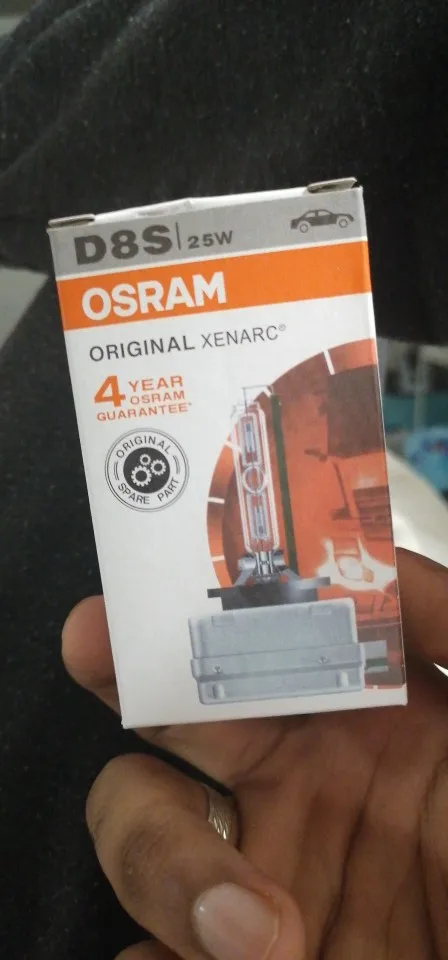 D8S | 25W
OSRAM
ORIGINAL XENARC®
4 YEAR
OSRAM
GUARANTEE*
ORIGINAL
SPARE PART